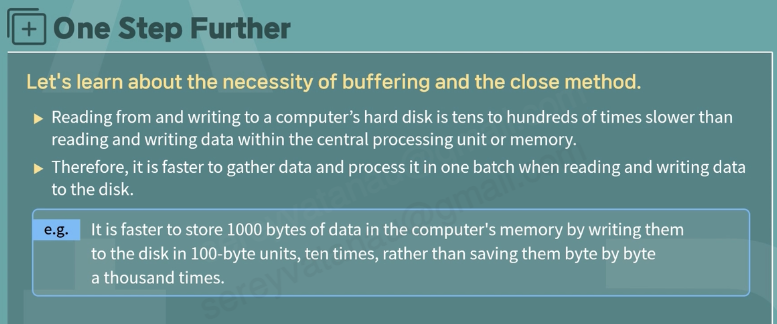 One Step Further
Let's learn about the necessity of buffering and the close method.
Reading from and writing to a computer's hard disk is tens to hundreds of times slower than
reading and writing data within the central processing unit or memory.
Therefore, it is faster to gather data and process it in one batch when reading and writing data
to the disk.
e.g. It is faster to store 1000 bytes of data in the computer's memory by writing them
to the disk in 100-byte units, ten times, rather than saving them byte by byte
a thousand times.